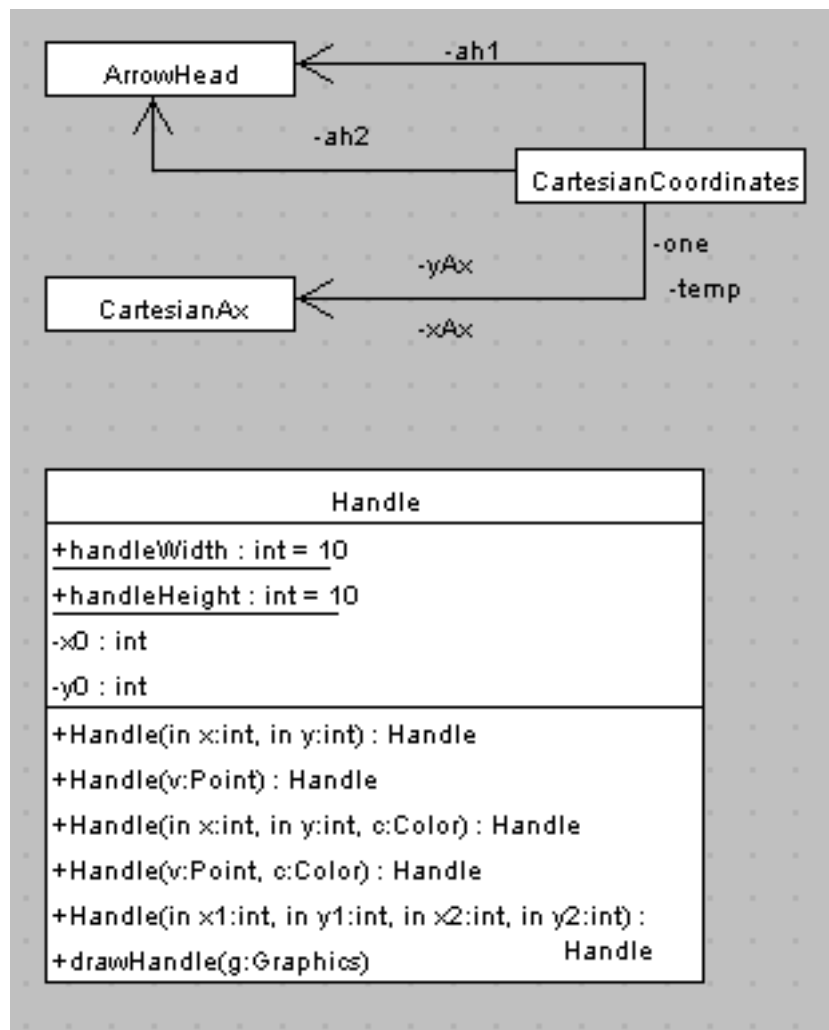 -ah1
ArrowHead
-ah2
CartesianCoordinates
-one
-yAx
-temp
CartesianAx
-xAx
Handle
+handleWidth : int = 10
+handleHeight : int = 10
-x0 : int
-y0 : int
+Handle(in x:int, in y:int) : Handle
+Handle(v:Point) : Handle
+Handle(in x:int, in y:int, c:Color) : Handle
+Handle(v:Point, c:Color) : Handle
+Handle(in x1:int, in y1:int, in x2:int, in y2:int) :
Handle
+drawHandle(g:Graphics)